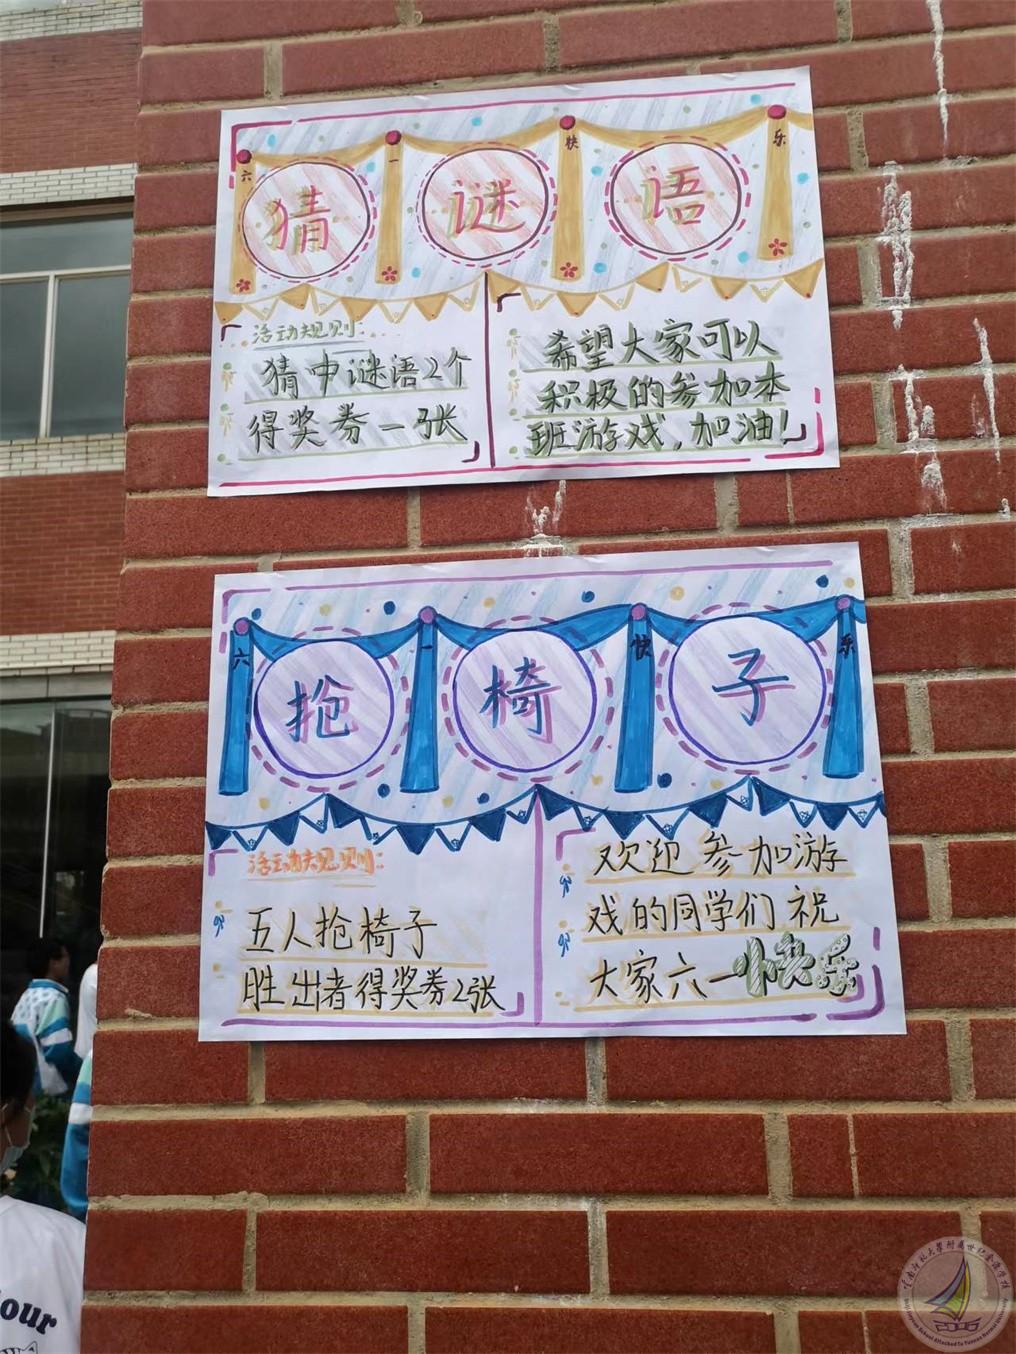 六一快乐
猜谜语
活动规则:
猜中谜语2个
得奖券一张
希望大家可以
积极的参加本
班游戏,加油!
六一快乐
抢椅子
活动规则:
五人抢椅子
胜出者得奖券2张
欢迎参加游
戏的同学们祝
大家六一快乐
our